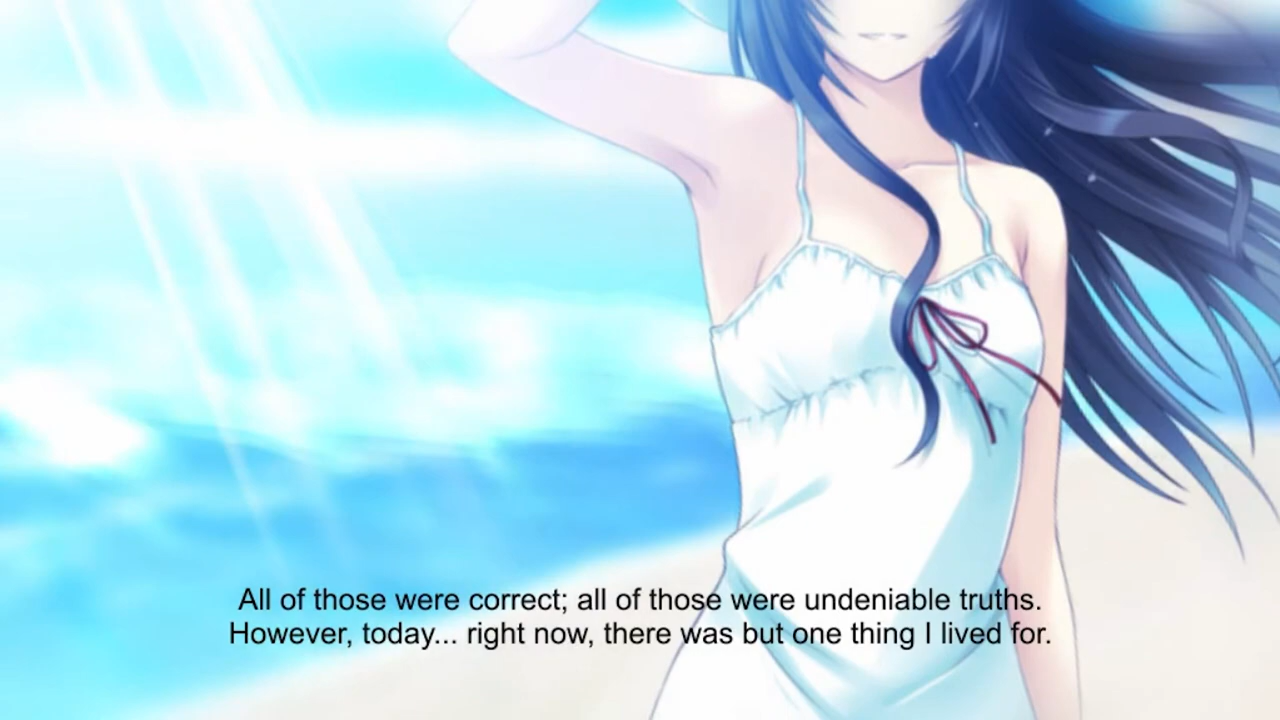 All of those were correct; all of those were undeniable truths.
However, today... right now, there was but one thing I lived for.